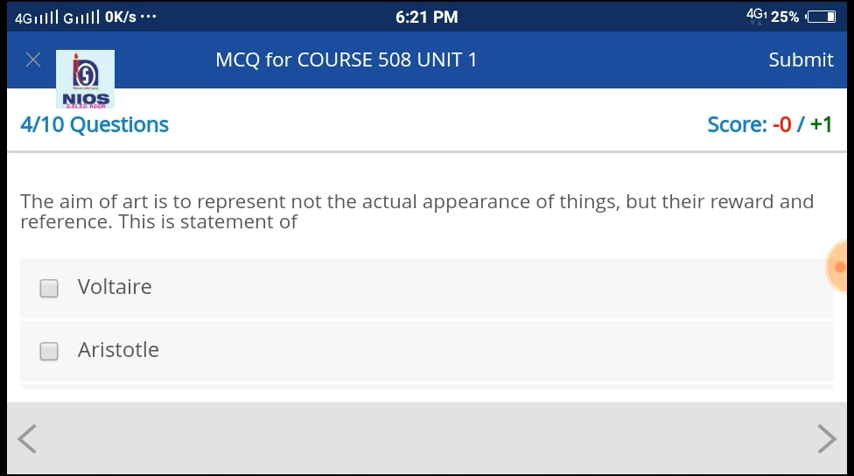 4G G 0K/s ... 6:21 PM 4G1 25%
MCQ for COURSE 508 UNIT 1 Submit
5
NIOS
4/10 Questions Score: -0 / +1
The aim of art is to represent not the actual appearance of things, but their reward and
reference. This is statement of
Voltaire
Aristotle